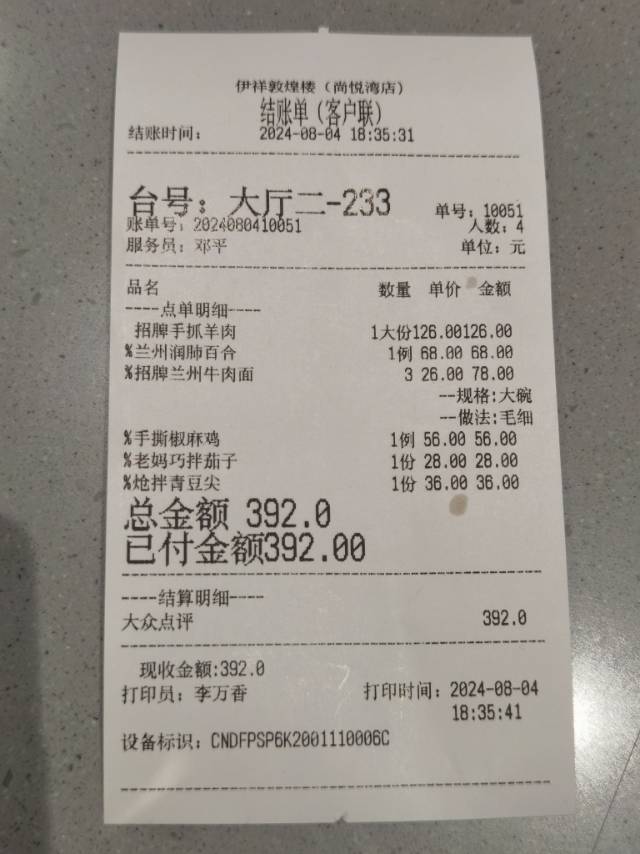 伊祥敦煌楼（尚悦湾店）
结账单（客户联）
结账时间： 2024-08-04 18:35:31
台号：大厅二-233 单号：10051
账单号：2024080410051 人数：4
服务员：邓平 单位：元
品名 数量 单价 金额
----点单明细----
招牌手抓羊肉 1大份126.00126.00
%兰州润肺百合 1例 68.00 68.00
%招牌兰州牛肉面 3 26.00 78.00
--规格:大碗
--做法:毛细
%手撕椒麻鸡 1例 56.00 56.00
%老妈巧拌茄子 1份 28.00 28.00
%炝拌青豆尖 1份 36.00 36.00
总金额 392.0
已付金额392.00
----结算明细----
大众点评 392.0
现收金额:392.0
打印员：李万香 打印时间：2024-08-04
18:35:41
设备标识：CNDFPSP6K2001110006C